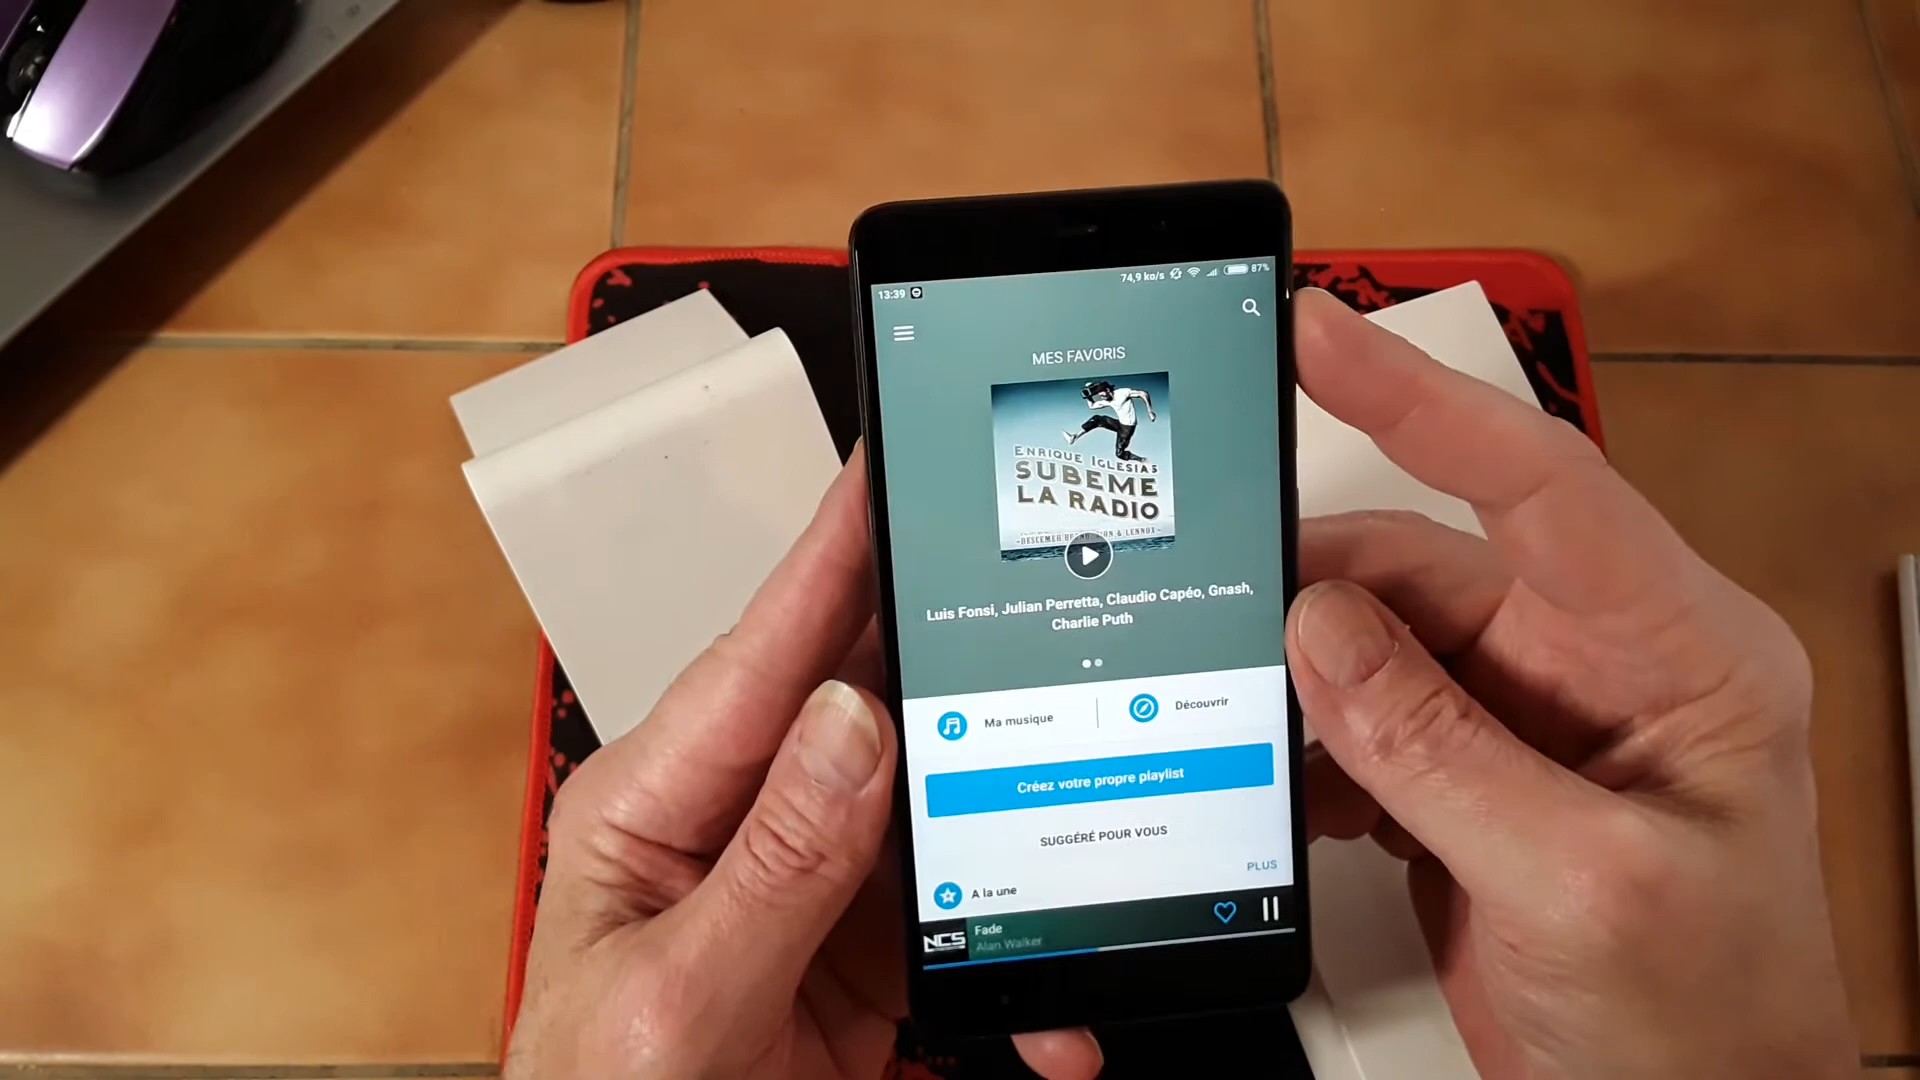 13:39
74,9 ko/s
87%
MES FAVORIS
ENRIQUE IGLESIAS
SUBEME
LA RADIO
& LENNOX
Luis Fonsi, Julian Perretta, Claudio Capéo, Gnash,
Charlie Puth
Ma musique
Découvrir
Créez votre propre playlist
SUGGÉRÉ POUR VOUS
PLUS
A la une
NCS
Fade
Alan Walker